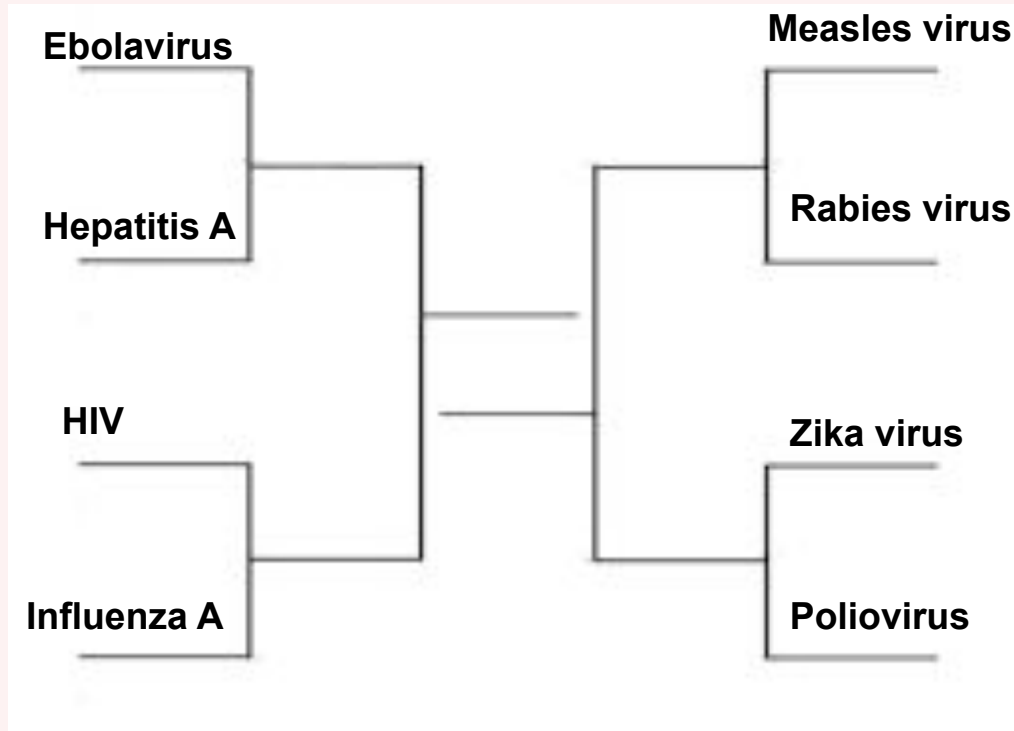 Ebolavirus
Hepatitis A
HIV
Influenza A
Measles virus
Rabies virus
Zika virus
Poliovirus